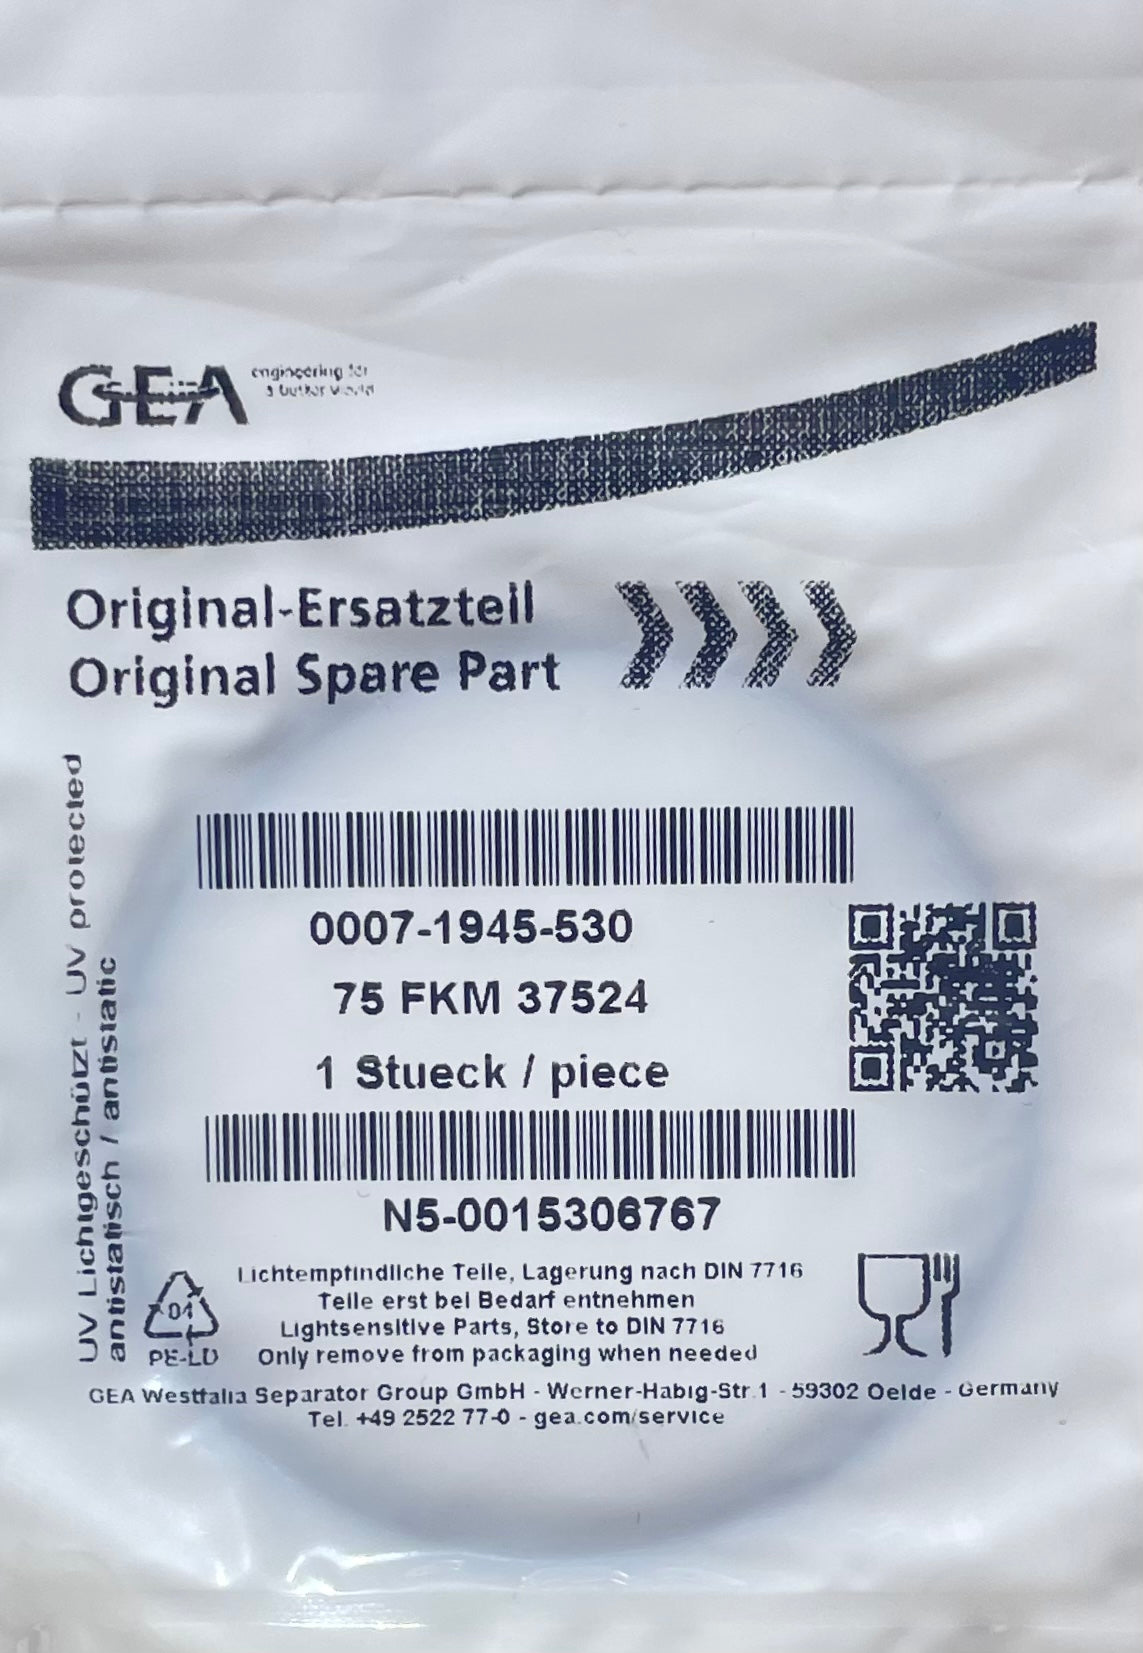 GEA
engineering for
a better world
Original-Ersatzteil
Original Spare Part
UV Lichtgeschützt - UV protected
antistatisch / antistatic
0007-1945-530
75 FKM 37524
1 Stueck / piece
N5-0015306767
04
PE-LD
Lichtempfindliche Teile, Lagerung nach DIN 7716
Teile erst bei Bedarf entnehmen
Lightsensitive Parts, Store to DIN 7716
Only remove from packaging when needed
GEA Westfalia Separator Group GmbH - Werner-Habig-Str.1 - 59302 Oelde - Germany
Tel. +49 2522 77-0 - gea.com/service